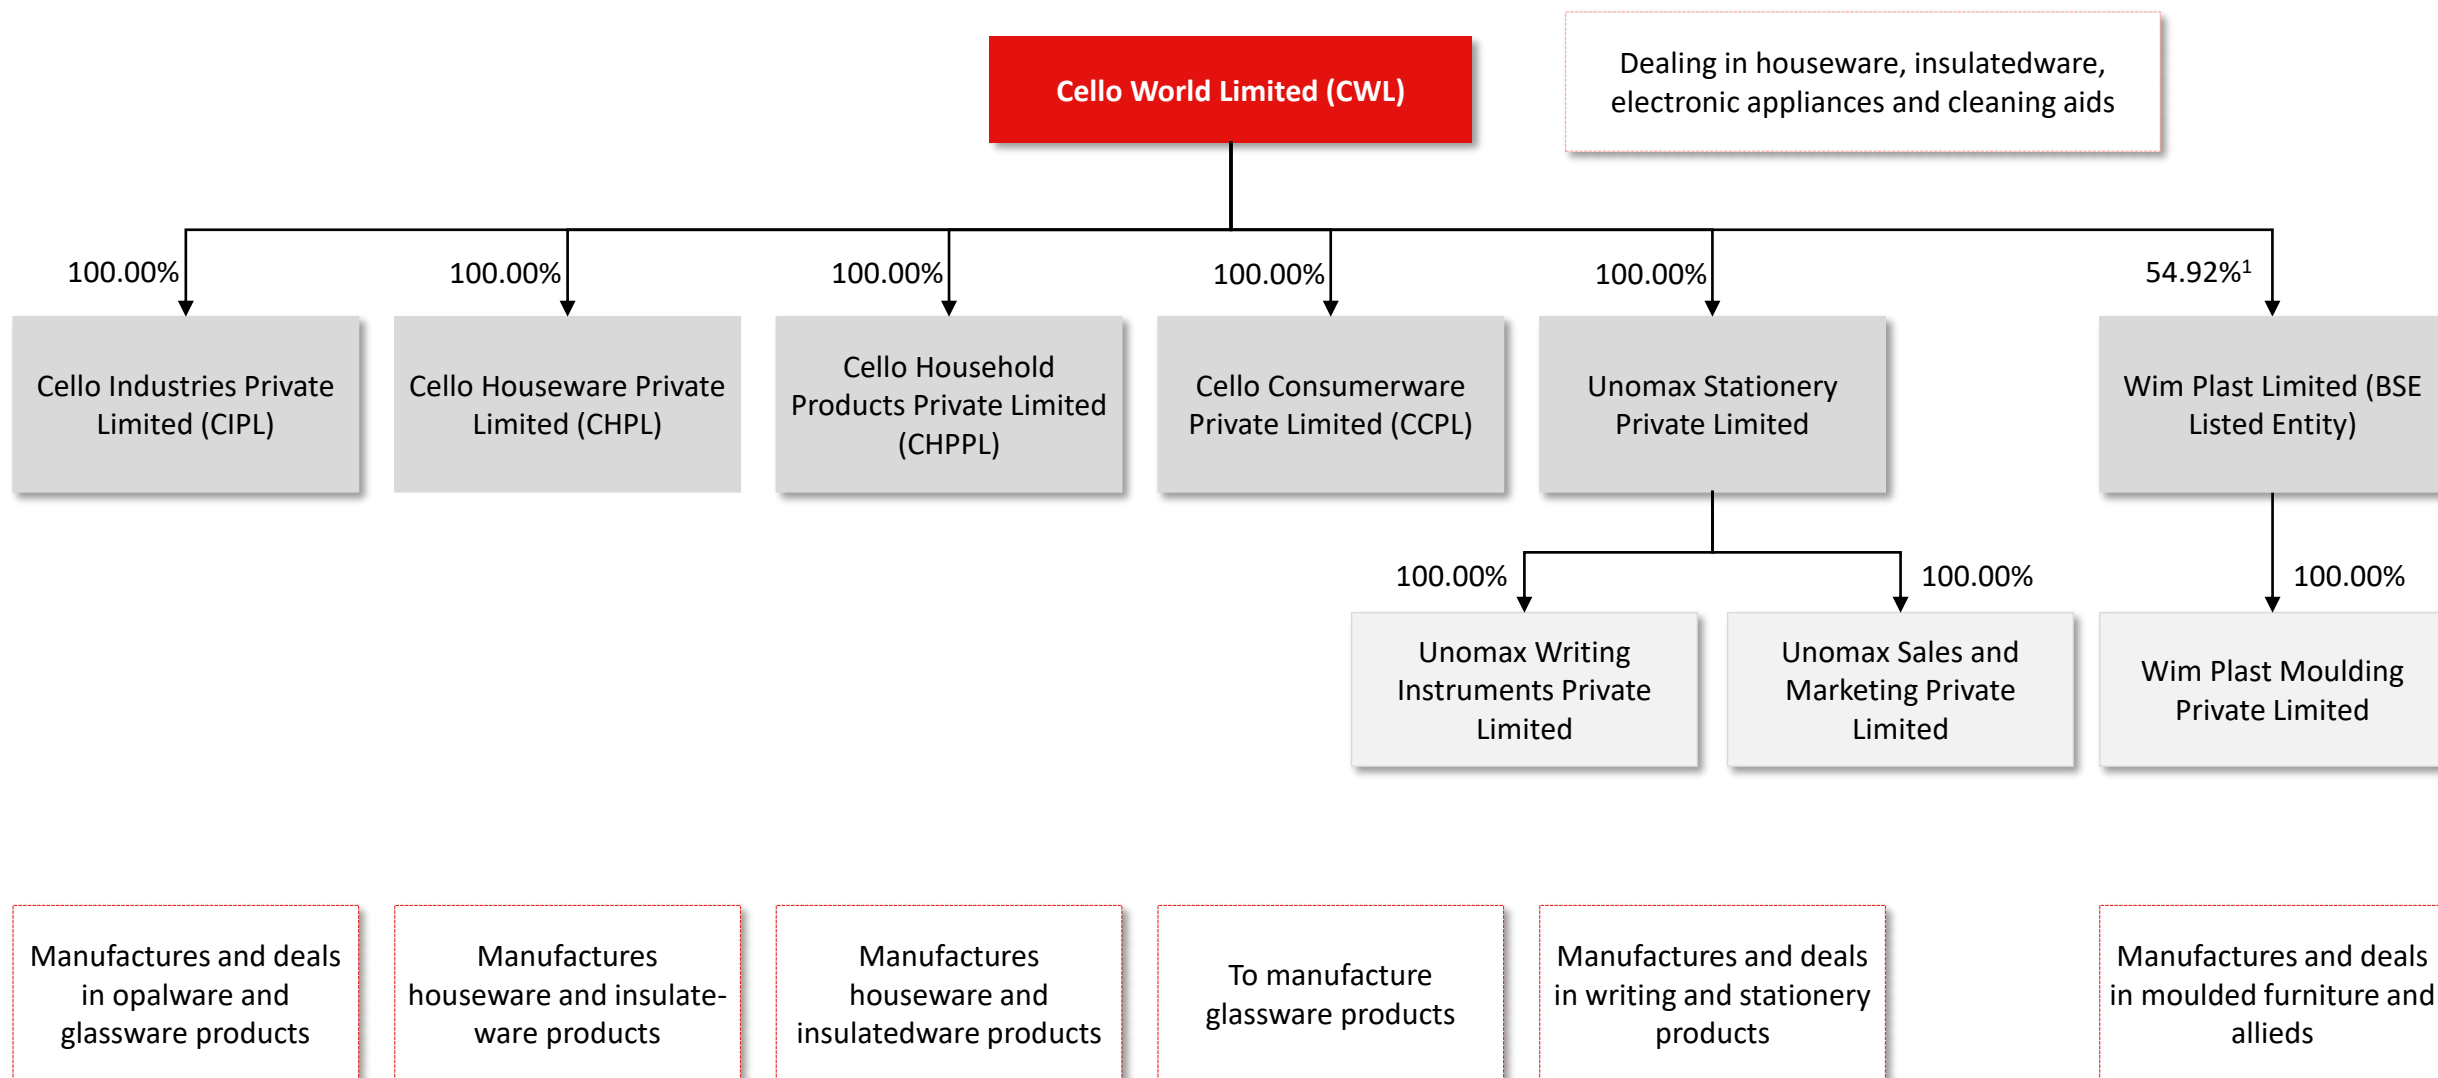 Cello World Limited (CWL)
Dealing in houseware, insulatedware,
electronic appliances and cleaning aids
100.00%
100.00%
100.00%
100.00%
100.00%
54.92%¹
Cello Industries Private
Limited (CIPL)
Cello Houseware Private
Limited (CHPL)
Cello Household
Products Private Limited
(CHPPL)
Cello Consumerware
Private Limited (CCPL)
Unomax Stationery
Private Limited
Wim Plast Limited (BSE
Listed Entity)
100.00%
100.00%
100.00%
Unomax Writing
Instruments Private
Limited
Unomax Sales and
Marketing Private
Limited
Wim Plast Moulding
Private Limited
Manufactures and deals
in opalware and
glassware products
Manufactures
houseware and insulate-
ware products
Manufactures
houseware and
insulatedware products
To manufacture
glassware products
Manufactures and deals
in writing and stationery
products
Manufactures and deals
in moulded furniture and
allieds